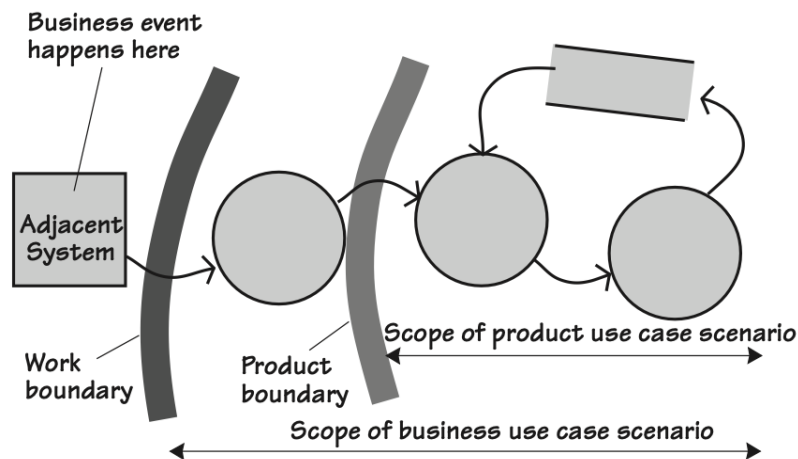 Business event
happens here
Adjacent
System
Work
boundary
Product
boundary
Scope of product use case scenario
Scope of business use case scenario